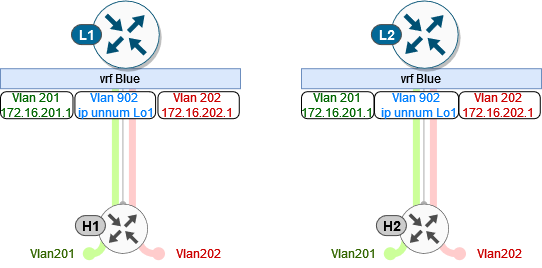 L1
L2
vrf Blue
vrf Blue
Vlan 201
172.16.201.1
Vlan 902
ip unnum Lo1
Vlan 202
172.16.202.1
Vlan 201
172.16.201.1
Vlan 902
ip unnum Lo1
Vlan 202
172.16.202.1
H1
H2
Vlan201
Vlan202
Vlan201
Vlan202